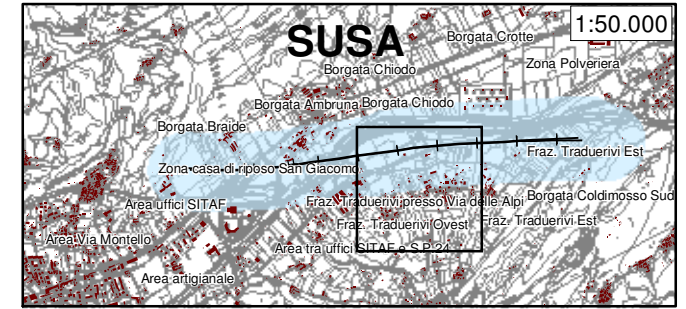 1:50.000
SUSA
Borgata Crotte
Zona Polveriera
Borgata Chiodo
Borgata Ambruna
Borgata Chiodo
Borgata Braide
Fraz. Traduerivi Est
Zona casa di riposo San Giacomo
Area uffici SITAF
Fraz. Traduerivi presso Via delle Alpi
Borgata Coldimosso Sud
Fraz. Traduerivi Ovest
Fraz. Traduerivi Est
Area Via Montello
Area tra uffici SITAF e S.P.24
Area artigianale